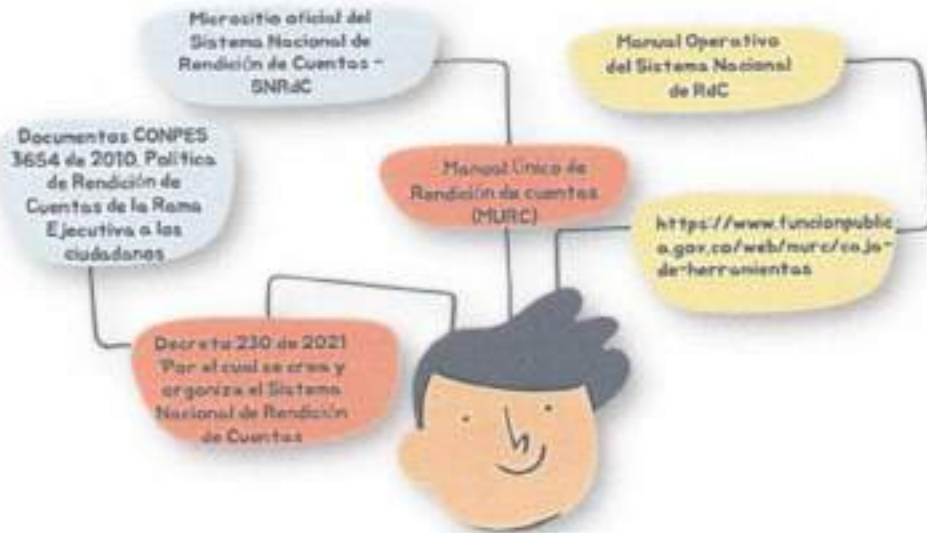 Micrositio oficial del
Sistema Nacional de
Rendición de Cuentas -
SNRdC
Manual Operativo
del Sistema Nacional
de RdC
Documentos CONPES
3654 de 2010. Política
de Rendición de
Cuentas de la Rama
Ejecutiva a los
ciudadanos
Manual Único de
Rendición de cuentas
(MURC)
https://www.funcionpublic
a.gov.co/web/murc/caja-
de-herramientas
Decreto 230 de 2021
"Por el cual se crea y
organiza el Sistema
Nacional de Rendición
de Cuentas